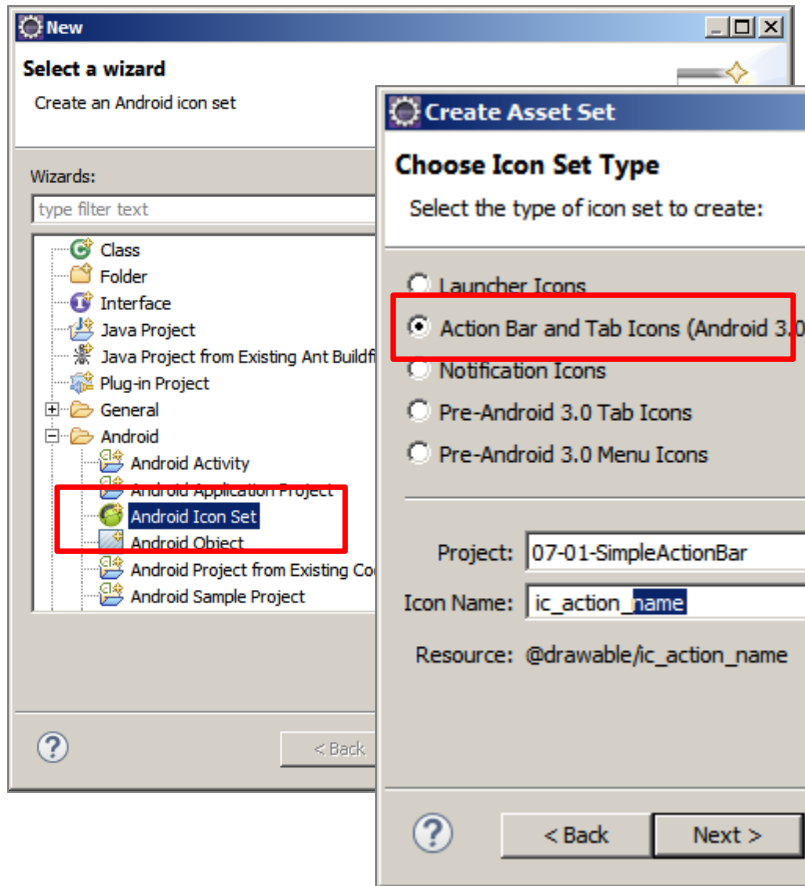 New
Select a wizard
Create an Android icon set
Wizards:
type filter text
Class
Folder
Interface
Java Project
Java Project from Existing Ant Buildf
Plug-in Project
General
Android
Android Activity
Android Application Project
Android Icon Set
Android Object
Android Project from Existing Co
Android Sample Project
< Back
Create Asset Set
Choose Icon Set Type
Select the type of icon set to create:
Launcher Icons
Action Bar and Tab Icons (Android 3.0
Notification Icons
Pre-Android 3.0 Tab Icons
Pre-Android 3.0 Menu Icons
Project: 07-01-SimpleActionBar
Icon Name: ic_action_name
Resource: @drawable/ic_action_name
< Back Next >